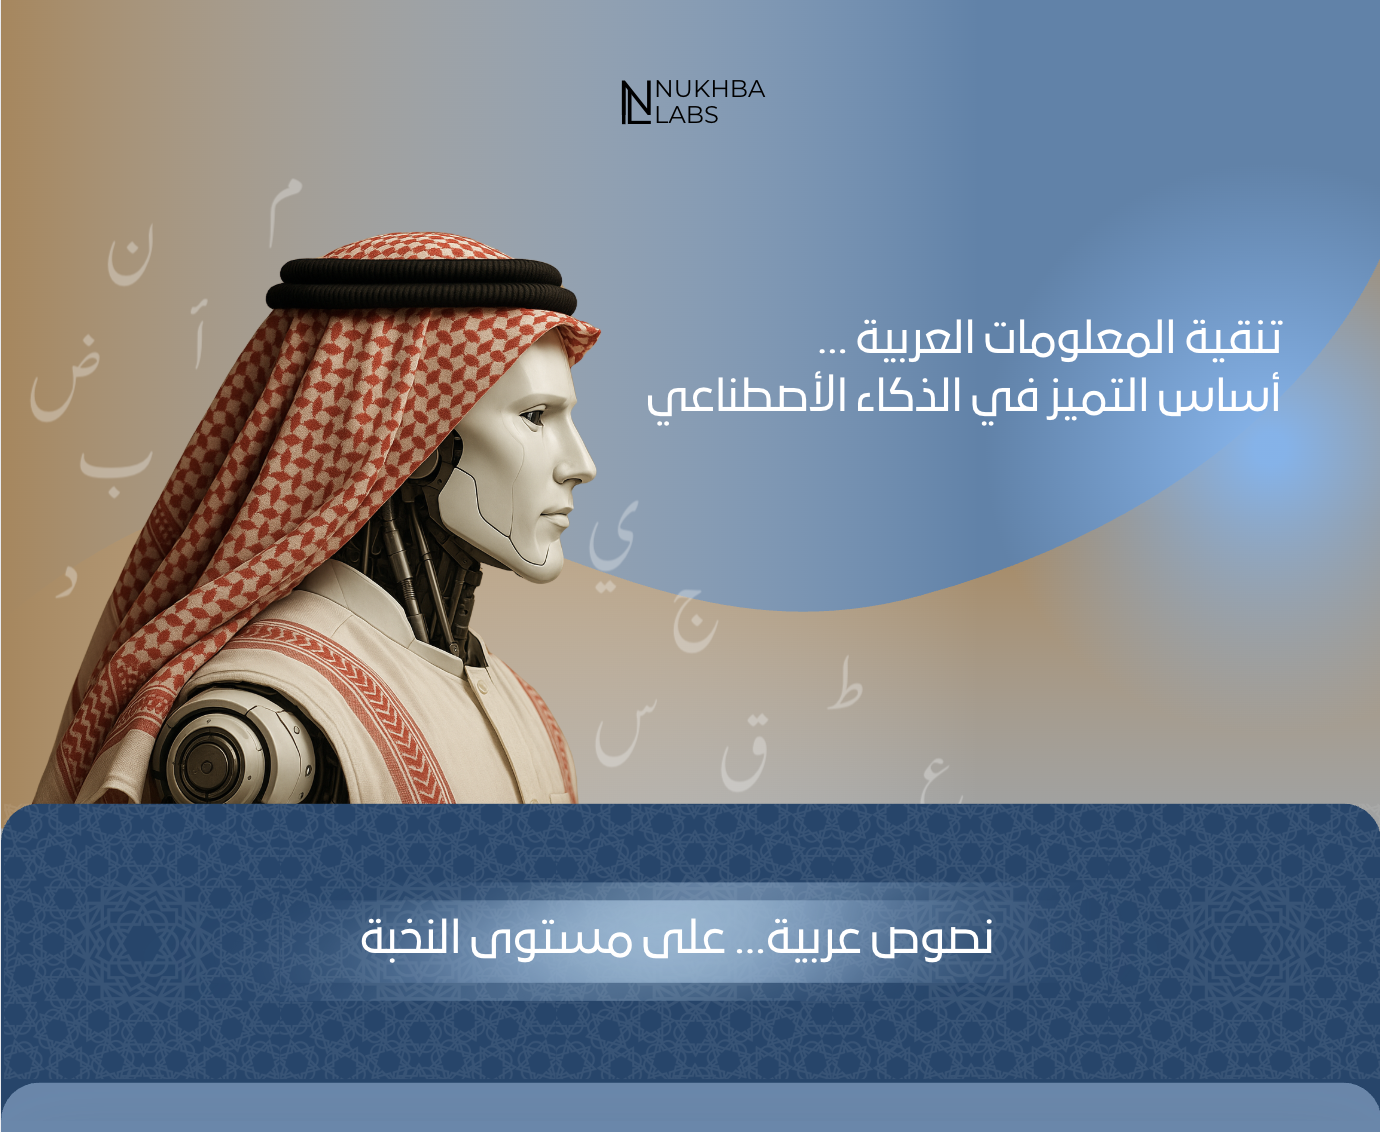 NUKHBA
LABS
تنقية المعلومات العربية ...
أساس التميز في الذكاء الأصطناعي
م
ن
أ
ض
ب
د
ي
ج
ط
س
ق
ع
نصوص عربية... على مستوى النخبة